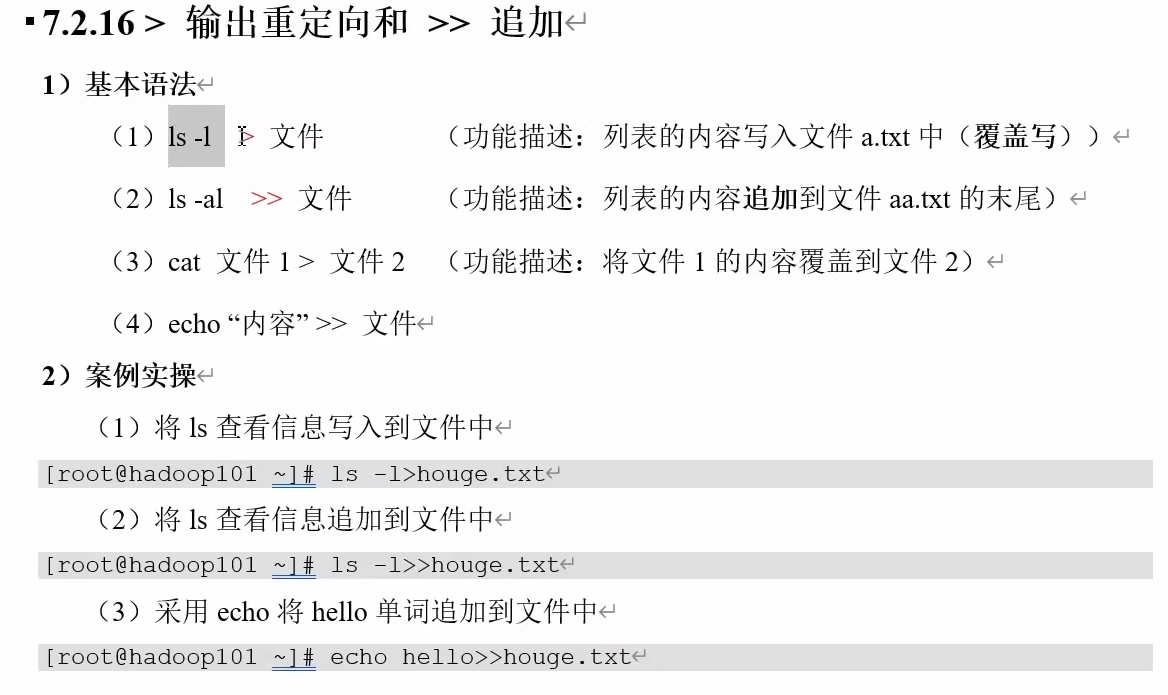 7.2.16 > 输出重定向和 >> 追加↵
1）基本语法↵
（1）ls -l > 文件 （功能描述：列表的内容写入文件 a.txt 中（覆盖写））↵
（2）ls -al >> 文件 （功能描述：列表的内容追加到文件 aa.txt 的末尾）↵
（3）cat 文件 1 > 文件 2 （功能描述：将文件 1 的内容覆盖到文件 2）↵
（4）echo “内容” >> 文件↵
2）案例实操↵
（1）将 ls 查看信息写入到文件中↵
[root@hadoop101 ~]# ls -l>houge.txt↵
（2）将 ls 查看信息追加到文件中↵
[root@hadoop101 ~]# ls -l>>houge.txt↵
（3）采用 echo 将 hello 单词追加到文件中↵
[root@hadoop101 ~]# echo hello>>houge.txt↵